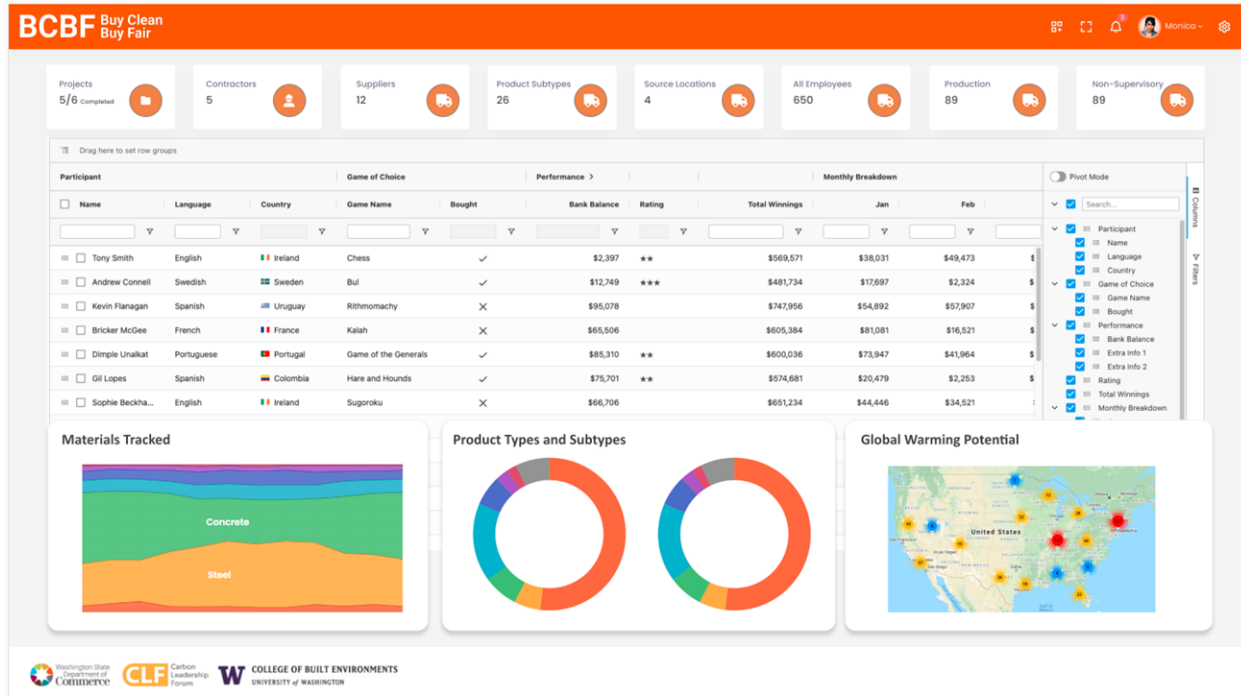 BCBF Buy Clean
Buy Fair
3
Monica
Projects
5/6 Completed
Contractors
5
Suppliers
12
Product Subtypes
26
Source Locations
4
All Employees
650
Production
89
Non-Supervisory
89
Drag here to set row groups
Participant Game of Choice Performance > Monthly Breakdown
Name Language Country Game Name Bought Bank Balance Rating Total Winnings Jan Feb
Tony Smith English Ireland Chess $2,397 ★★ $569,571 $38,031 $49,473 $
Andrew Connell Swedish Sweden Bul $12,749 ★★★ $481,734 $17,697 $2,324 $
Kevin Flanagan Spanish Uruguay Rithmomachy $95,078 $747,956 $54,892 $57,907 $
Bricker McGee French France Kalah $65,506 $605,384 $81,081 $16,521 $
Dimple Unalkat Portuguese Portugal Game of the Generals $85,310 ★★ $600,036 $73,947 $41,964 $
Gil Lopes Spanish Colombia Hare and Hounds $75,701 ★★ $574,681 $20,479 $2,253 $
Sophie Beckha... English Ireland Sugoroku $66,706 $651,234 $44,446 $34,521
Pivot Mode
Search...
Participant
Name
Language
Country
Game of Choice
Game Name
Bought
Performance
Bank Balance
Extra Info 1
Extra Info 2
Rating
Total Winnings
Monthly Breakdown
Columns
Filters
Materials Tracked
Concrete
Steel
Product Types and Subtypes
Global Warming Potential
United States
Washington State
Department of
Commerce
CLF Carbon
Leadership
Forum
W COLLEGE OF BUILT ENVIRONMENTS
UNIVERSITY of WASHINGTON